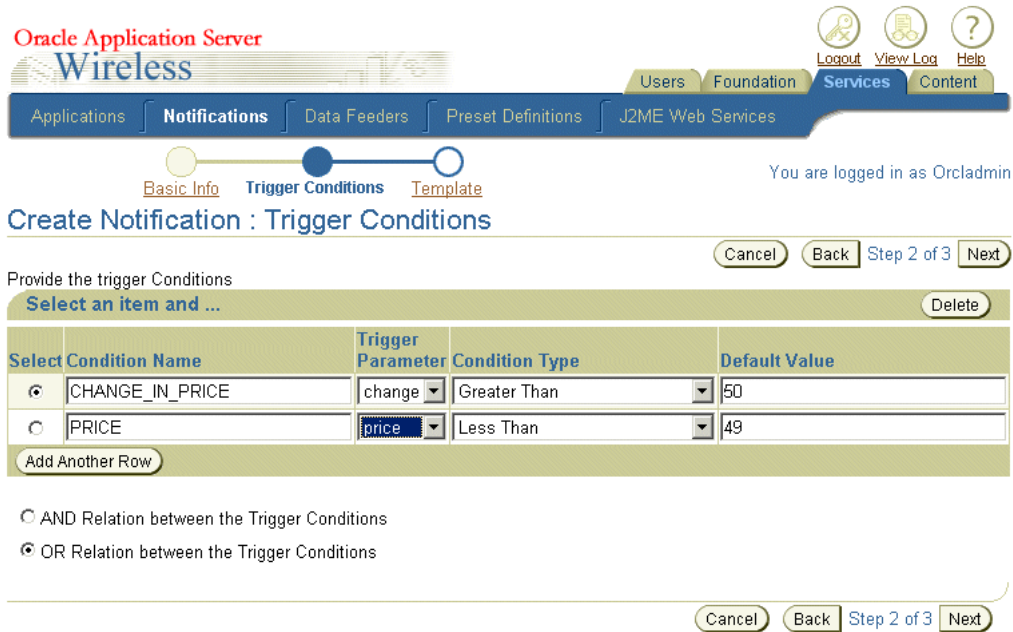 Oracle Application Server
Wireless
Logout View Log Help
Users Foundation Services Content
Applications Notifications Data Feeders Preset Definitions J2ME Web Services
Basic Info Trigger Conditions Template
You are logged in as Orcladmin
Create Notification : Trigger Conditions
Cancel Back Step 2 of 3 Next
Provide the trigger Conditions
Select an item and ...
Delete
Select Condition Name Trigger Parameter Condition Type Default Value
CHANGE_IN_PRICE change Greater Than 50
PRICE price Less Than 49
Add Another Row
AND Relation between the Trigger Conditions
OR Relation between the Trigger Conditions
Cancel Back Step 2 of 3 Next